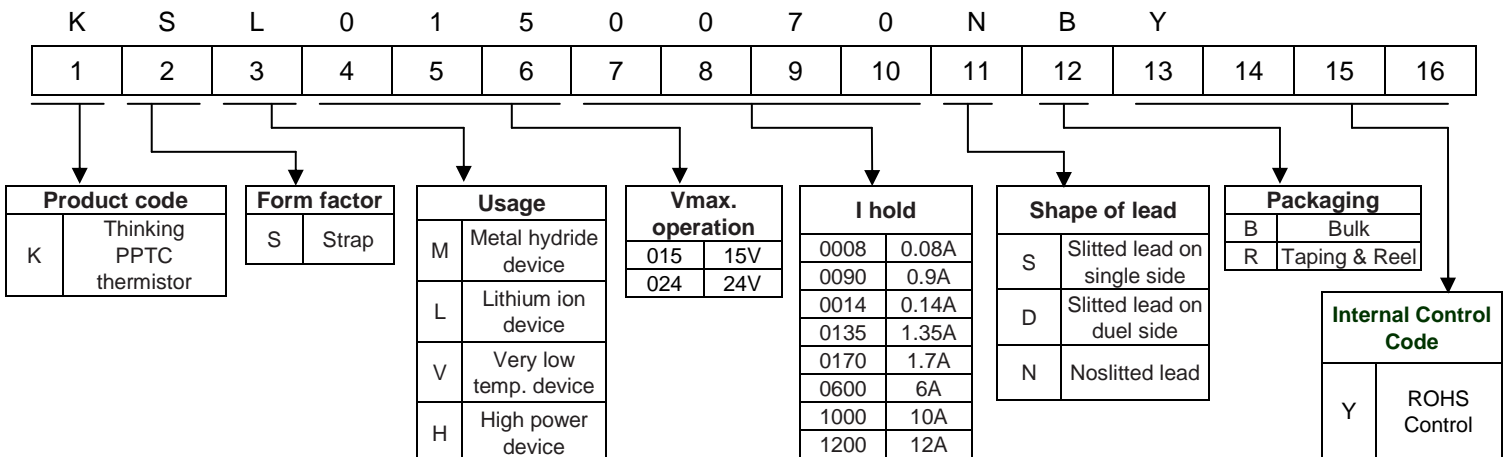 K S L 0 1 5 0 0 7 0 N B Y
1 2 3 4 5 6 7 8 9 10 11 12 13 14 15 16
Product code
K Thinking
PPTC
thermistor
Form factor
S Strap
Usage
M Metal hydride
device
L Lithium ion
device
V Very low
temp. device
H High power
device
Vmax.
operation
015 15V
024 24V
I hold
0008 0.08A
0090 0.9A
0014 0.14A
0135 1.35A
0170 1.7A
0600 6A
1000 10A
1200 12A
Shape of lead
S Slitted lead on
single side
D Slitted lead on
duel side
N Noslitted lead
Packaging
B Bulk
R Taping & Reel
Internal Control
Code
Y ROHS
Control